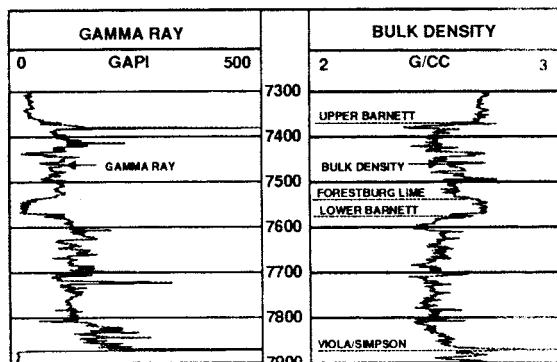 GAMMA RAY
BULK DENSITY
0 GAPI 500
2 G/CC 3
7300
UPPER BARNETT
7400
GAMMA RAY
BULK DENSITY
7500
FORESTBURG LIME
LOWER BARNETT
7600
7700
7800
VIOLA/SIMPSON
7900